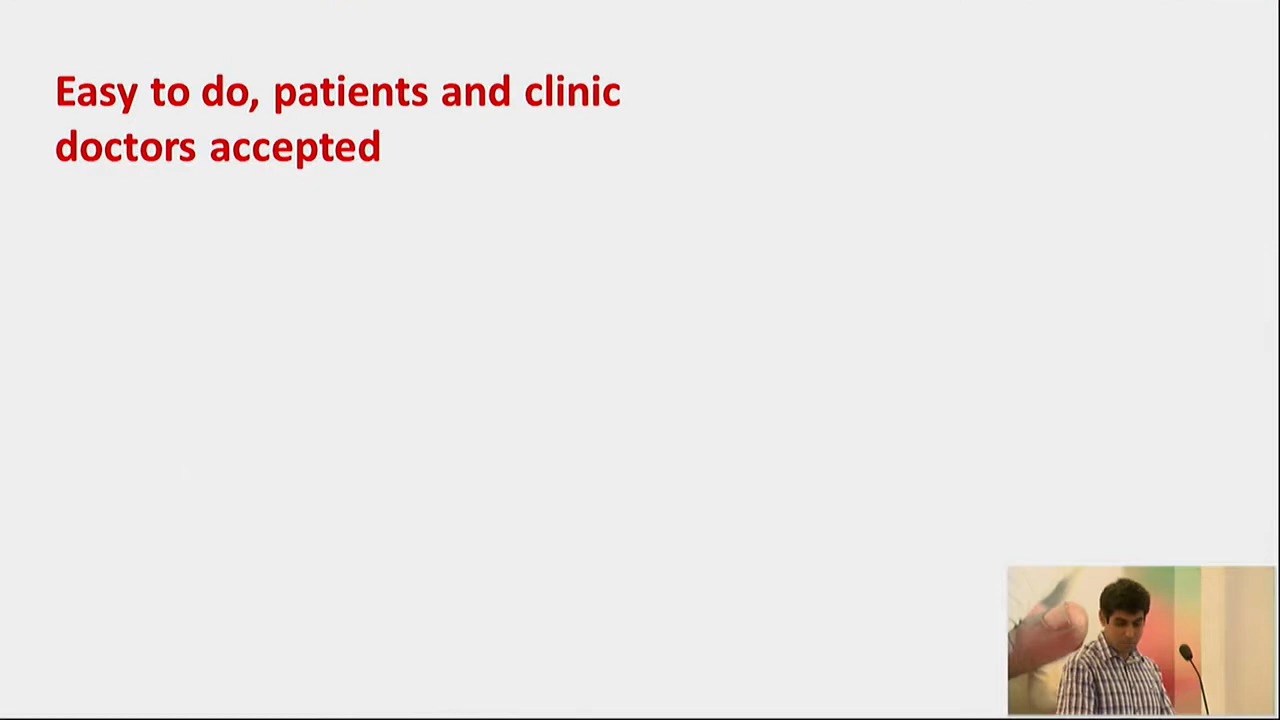 Easy to do, patients and clinic
doctors accepted